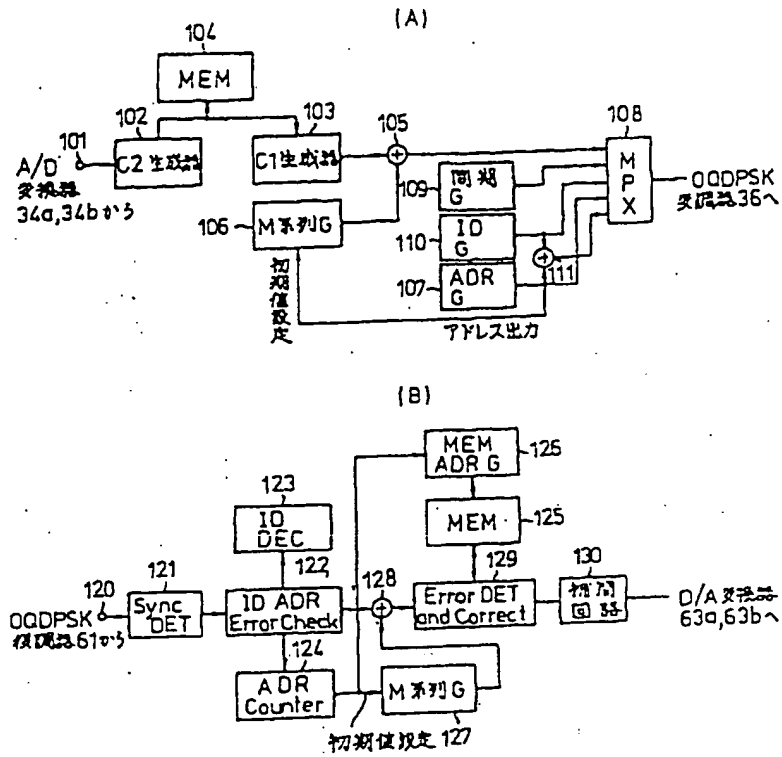 (A)
104
MEM
101
102
103
105
108
A/D
変換器
34a,34bから
C2生成器
C1生成器
109
同期
G
M
P
X
OQDPSK
変調器36へ
106
M系列G
110
ID
G
111
107
ADR
G
初期値設定
アドレス出力
(B)
MEM
ADR G
126
123
ID
DEC
MEM
125
120
121
122
128
129
130
OQDPSK
復調器61から
Sync
DET
ID ADR
Error Check
Error DET
and Correct
補間
回路
D/A変換器
63a,63bへ
124
ADR
Counter
M系列G
初期値設定
127